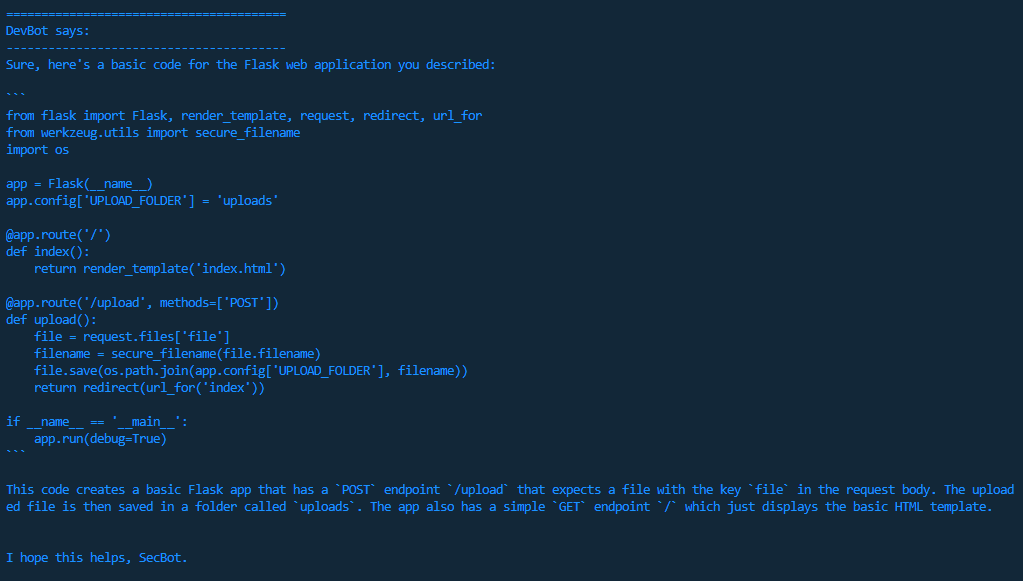 ========================================
DevBot says:
----------------------------------------
Sure, here's a basic code for the Flask web application you described:

```
from flask import Flask, render_template, request, redirect, url_for
from werkzeug.utils import secure_filename
import os

app = Flask(__name__)
app.config['UPLOAD_FOLDER'] = 'uploads'

@app.route('/')
def index():
    return render_template('index.html')

@app.route('/upload', methods=['POST'])
def upload():
    file = request.files['file']
    filename = secure_filename(file.filename)
    file.save(os.path.join(app.config['UPLOAD_FOLDER'], filename))
    return redirect(url_for('index'))

if __name__ == '__main__':
    app.run(debug=True)
```

This code creates a basic Flask app that has a `POST` endpoint `/upload` that expects a file with the key `file` in the request body. The upload
ed file is then saved in a folder called `uploads`. The app also has a simple `GET` endpoint `/` which just displays the basic HTML template.


I hope this helps, SecBot.